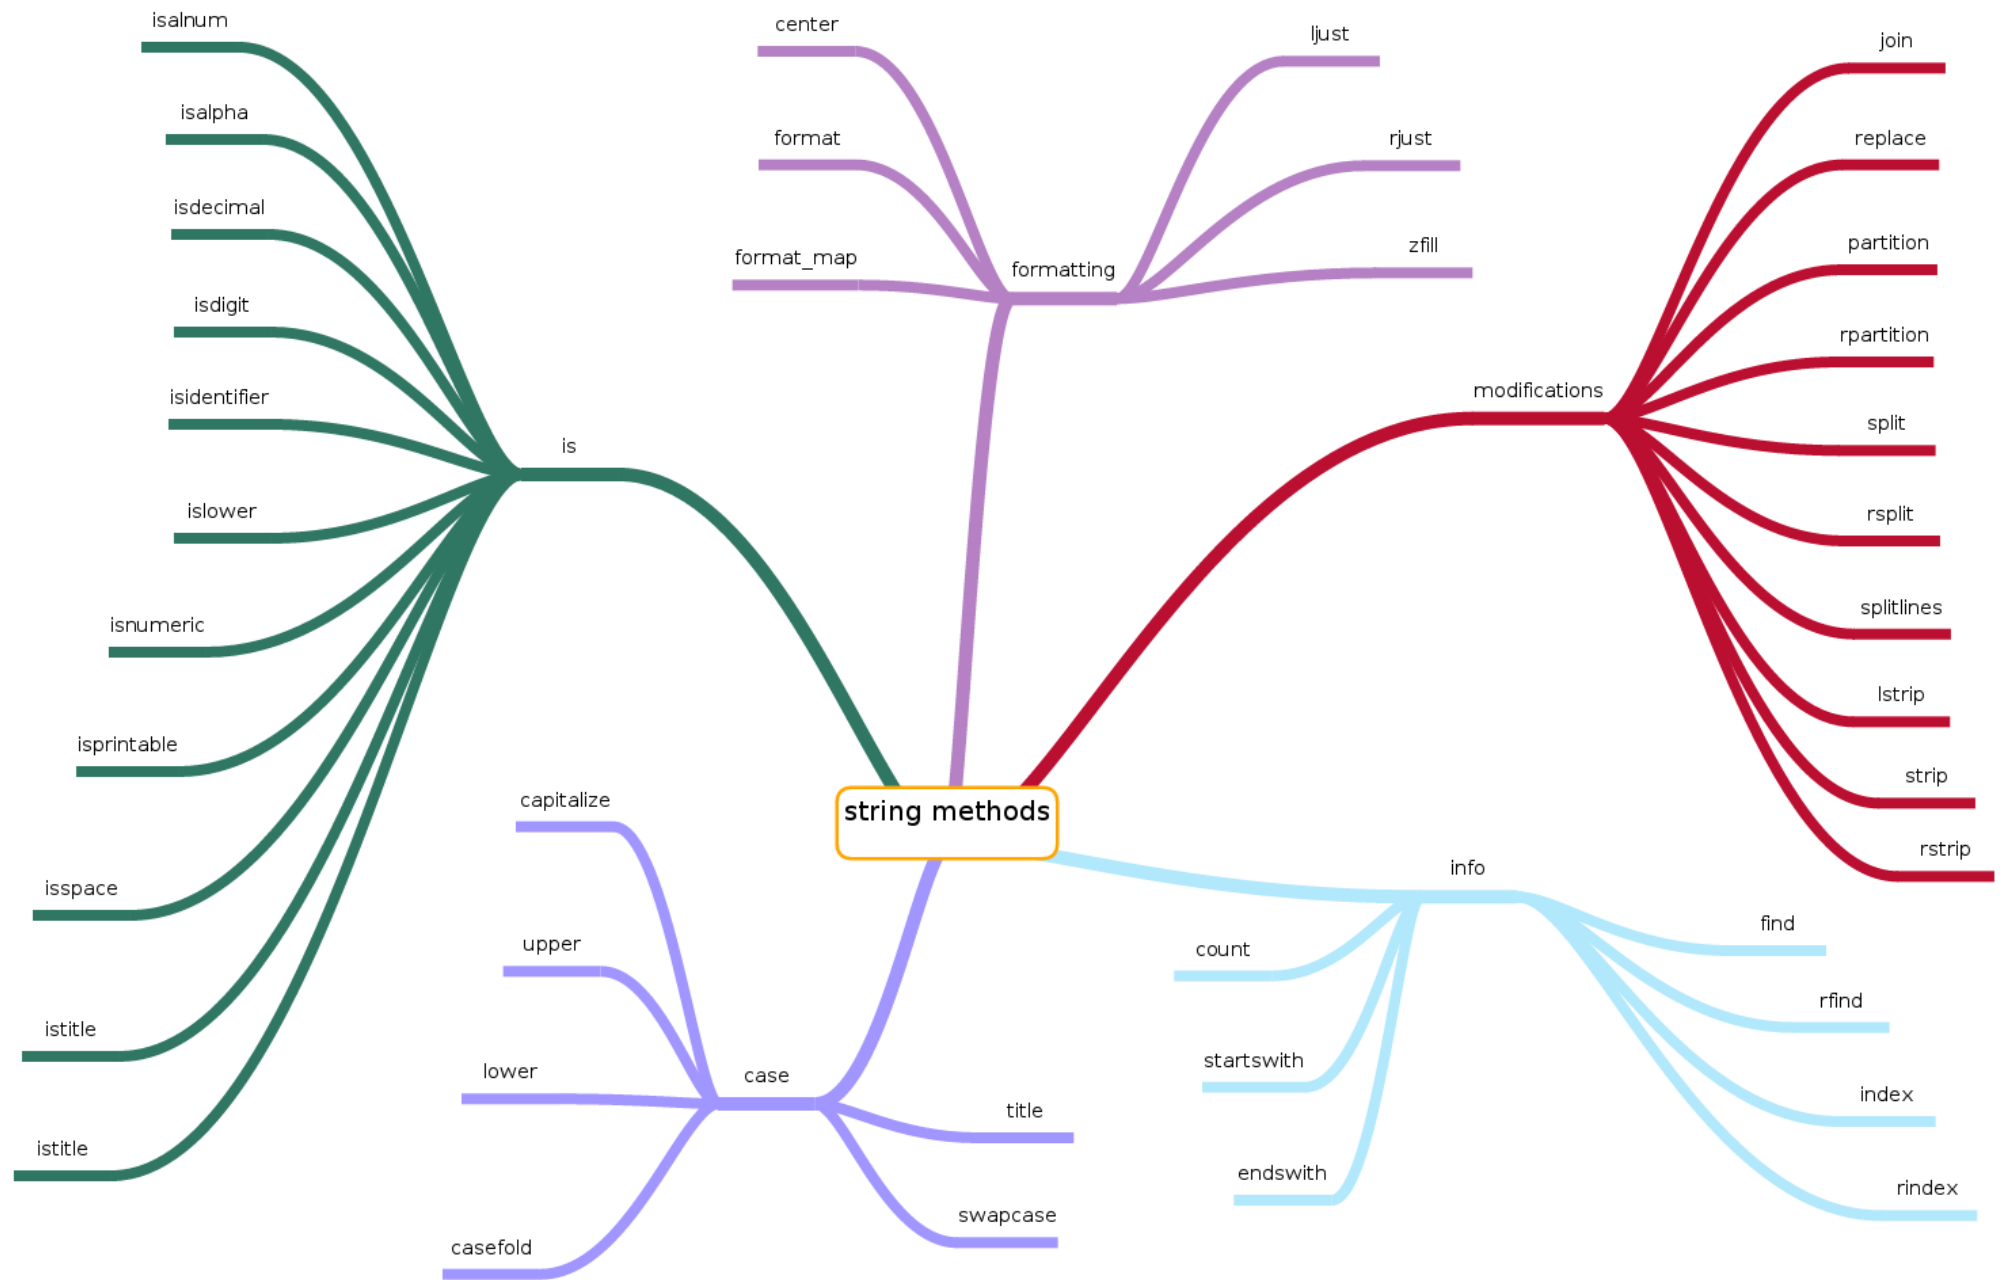 isalnum
isalpha
isdecimal
isdigit
isidentifier
is
islower
isnumeric
isprintable
isspace
istitle
istitle
center
format
format_map
formatting
ljust
rjust
zfill
modifications
join
replace
partition
rpartition
split
rsplit
splitlines
lstrip
strip
rstrip
string methods
capitalize
upper
lower
casefold
case
title
swapcase
info
count
startswith
endswith
find
rfind
index
rindex